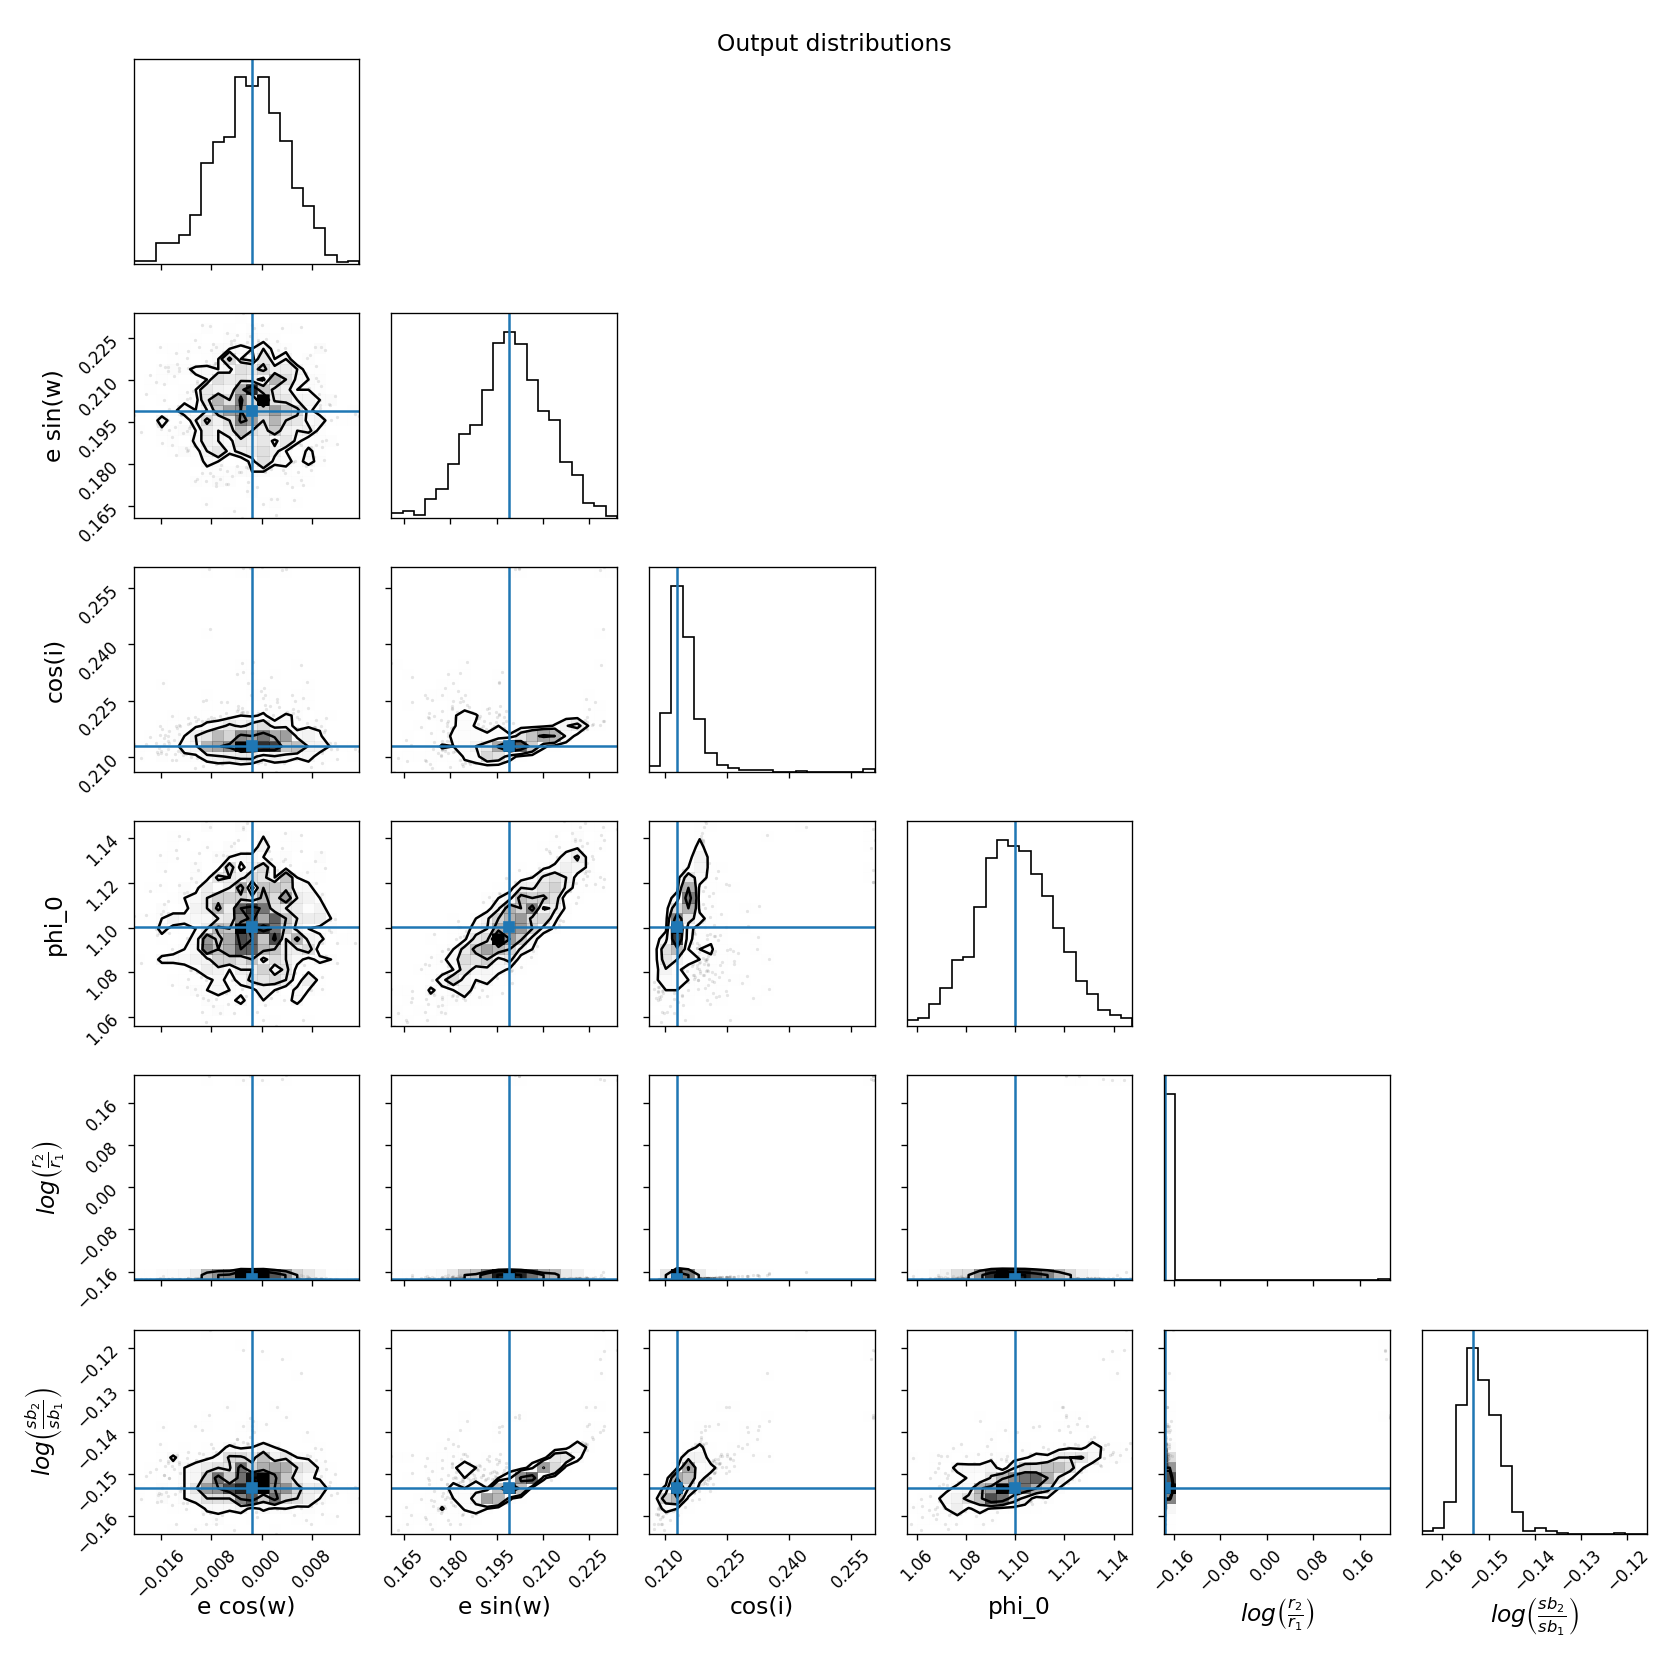 Output distributions
0.225
0.210
0.195
0.180
0.165
e sin(w)
0.255
0.240
0.225
0.210
cos(i)
1.14
1.12
1.10
1.08
1.06
phi_0
0.16
0.08
0.00
−0.08
−0.16
log(r₂/r₁)
−0.12
−0.13
−0.14
−0.15
−0.16
log(sb₂/sb₁)
−0.016 −0.008 0.000 0.008
0.165 0.180 0.195 0.210 0.225
0.210 0.225 0.240 0.255
1.06 1.08 1.10 1.12 1.14
−0.16 −0.08 0.00 0.08 0.16
−0.16 −0.15 −0.14 −0.13 −0.12
e cos(w)
e sin(w)
cos(i)
phi_0
log(r₂/r₁)
log(sb₂/sb₁)